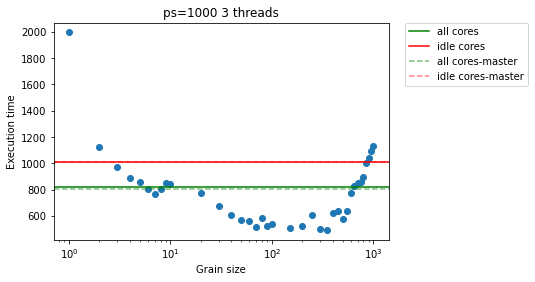 ps=1000 3 threads
2000
1800
1600
1400
1200
1000
800
600
Execution time
10⁰
10¹
10²
10³
Grain size
all cores
idle cores
all cores-master
idle cores-master